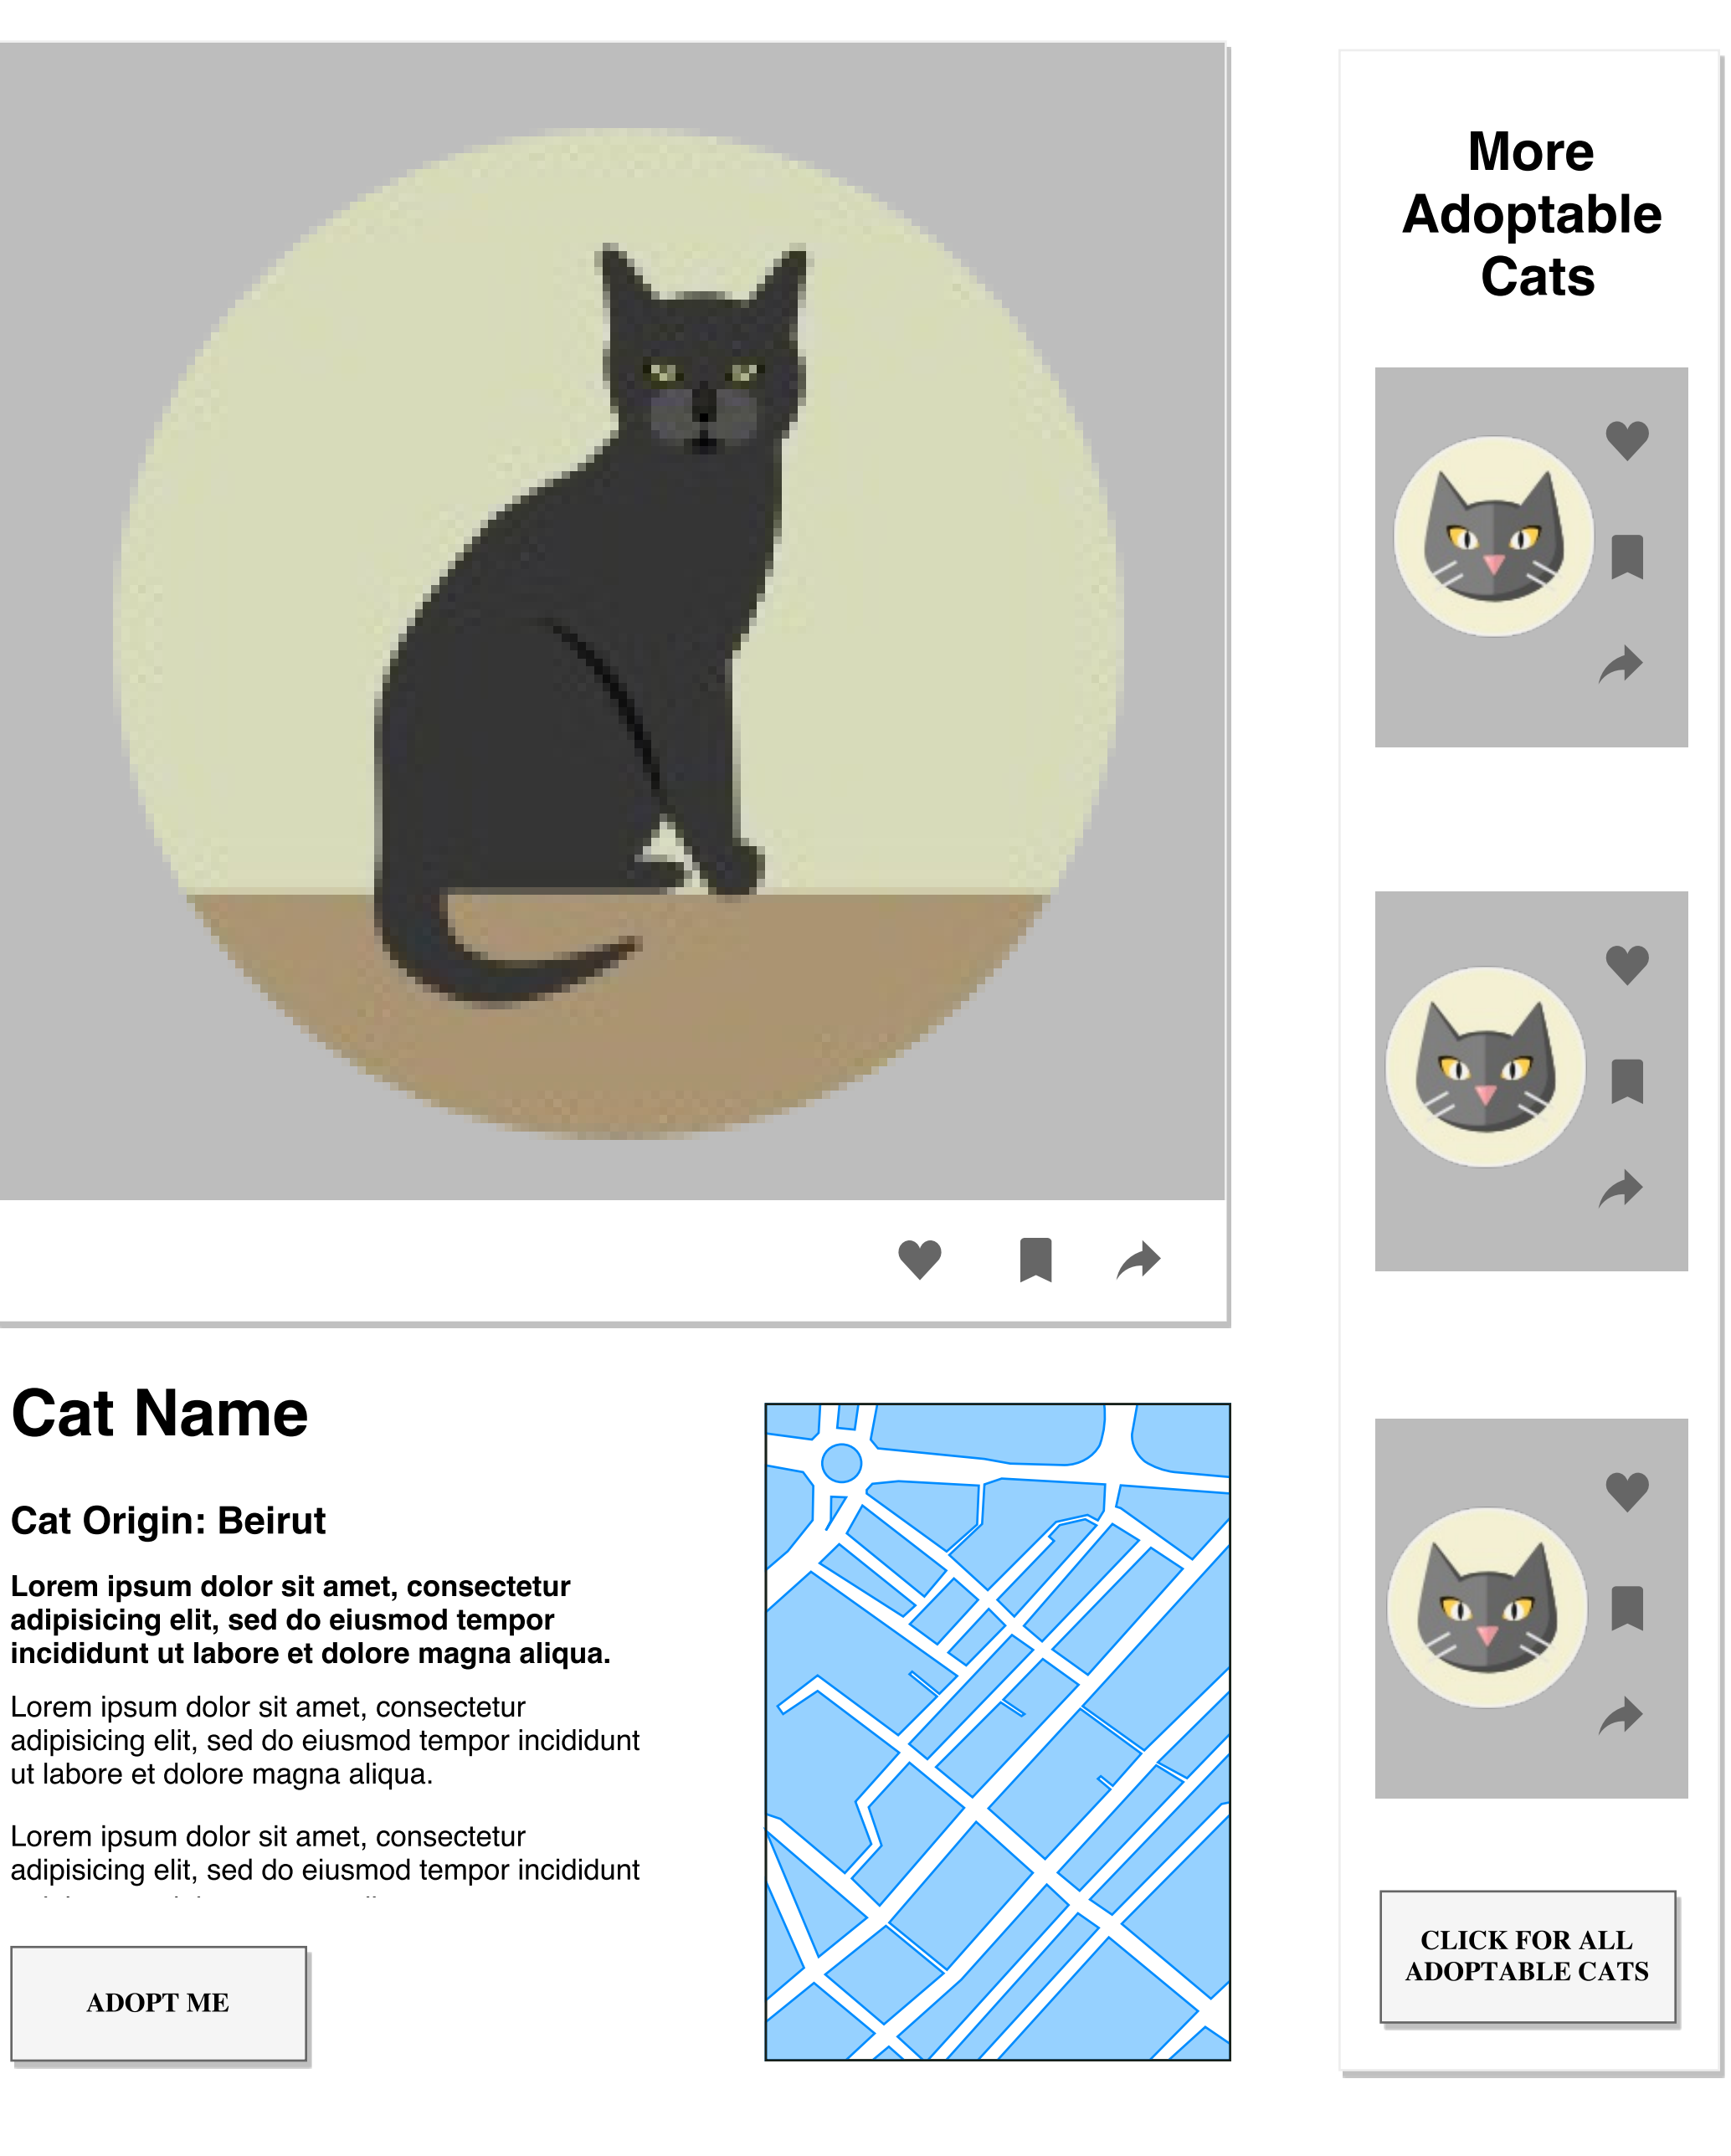 More
Adoptable
Cats
Cat Name
Cat Origin: Beirut
Lorem ipsum dolor sit amet, consectetur
adipisicing elit, sed do eiusmod tempor
incididunt ut labore et dolore magna aliqua.
Lorem ipsum dolor sit amet, consectetur
adipisicing elit, sed do eiusmod tempor incididunt
ut labore et dolore magna aliqua.
Lorem ipsum dolor sit amet, consectetur
adipisicing elit, sed do eiusmod tempor incididunt
ADOPT ME
CLICK FOR ALL
ADOPTABLE CATS